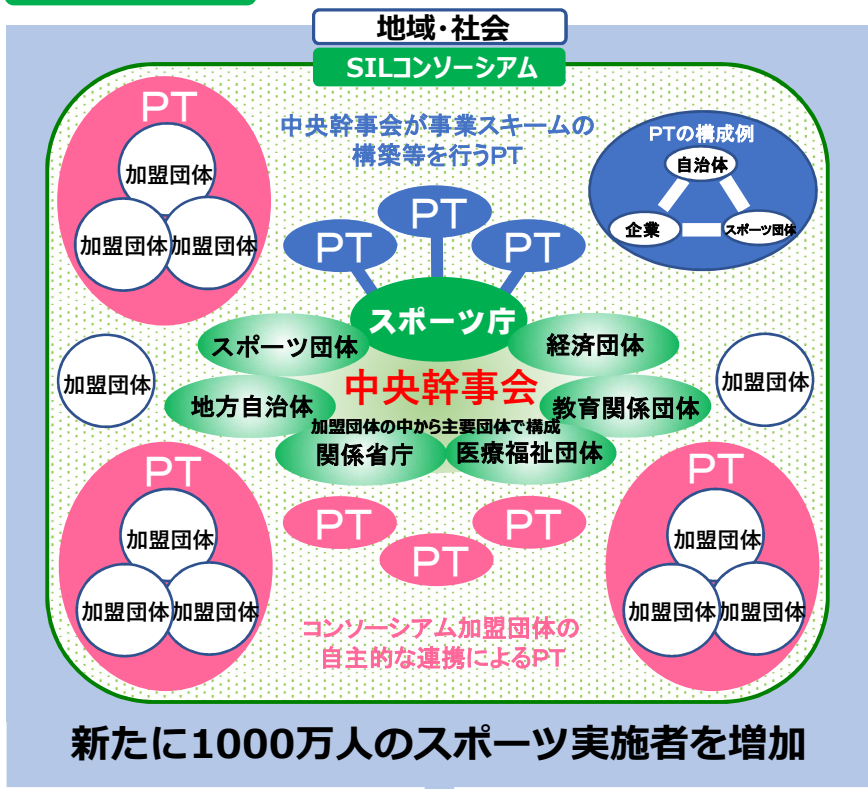 地域・社会
SILコンソーシアム
PT
加盟団体
加盟団体
加盟団体
中央幹事会が事業スキームの
構築等を行うPT
PTの構成例
自治体
企業
スポーツ団体
PT
PT
PT
スポーツ庁
スポーツ団体
経済団体
加盟団体
中央幹事会
加盟団体
地方自治体
教育関係団体
加盟団体の中から主要団体で構成
関係省庁
医療福祉団体
PT
加盟団体
加盟団体
加盟団体
PT
PT
PT
PT
加盟団体
加盟団体
加盟団体
コンソーシアム加盟団体の
自主的な連携によるPT
新たに1000万人のスポーツ実施者を増加